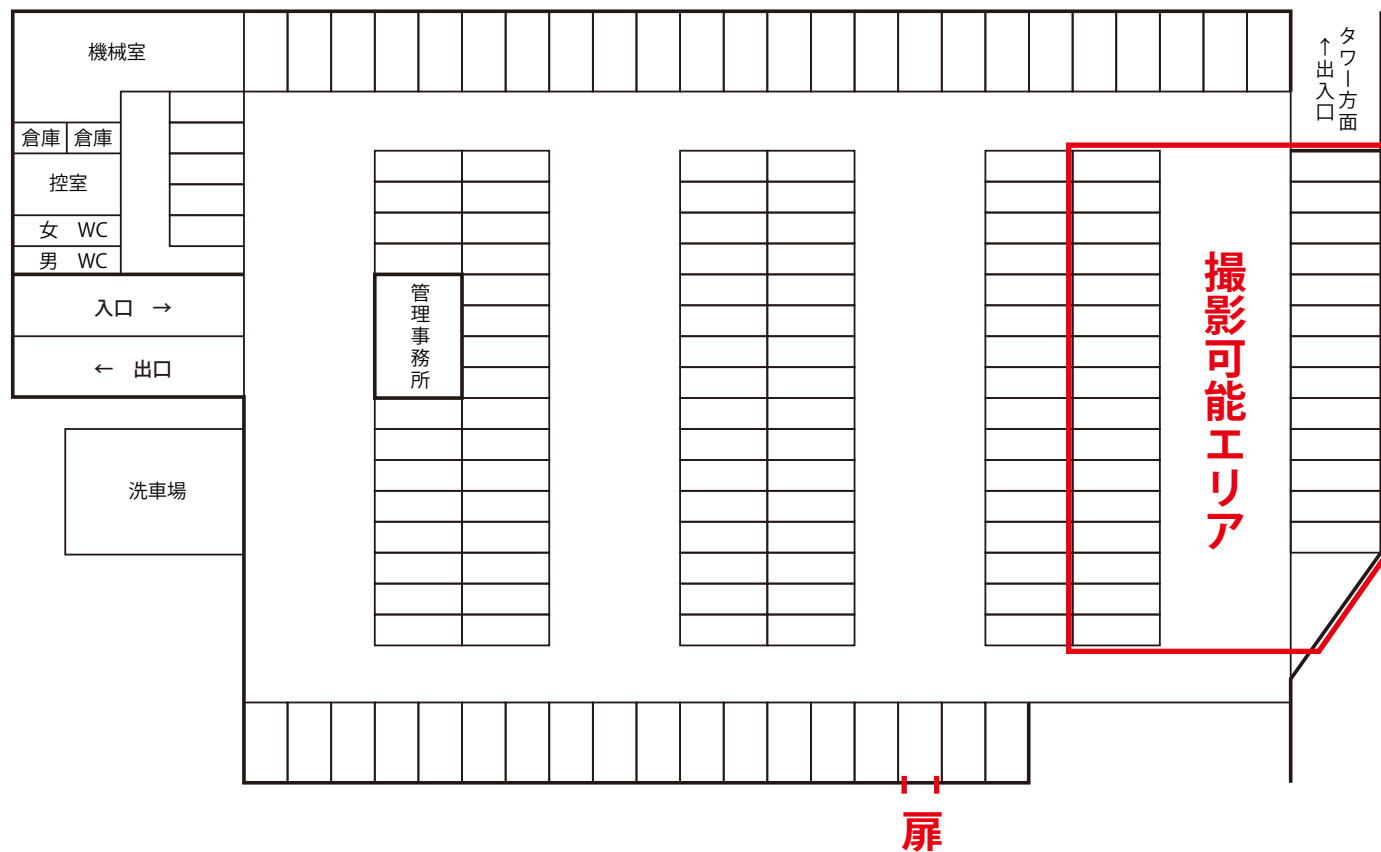 機械室
タワー方面
↑出入口
倉庫 倉庫
控室
女 WC
男 WC
入口 →
← 出口
管理事務所
撮影可能エリア
洗車場
扉